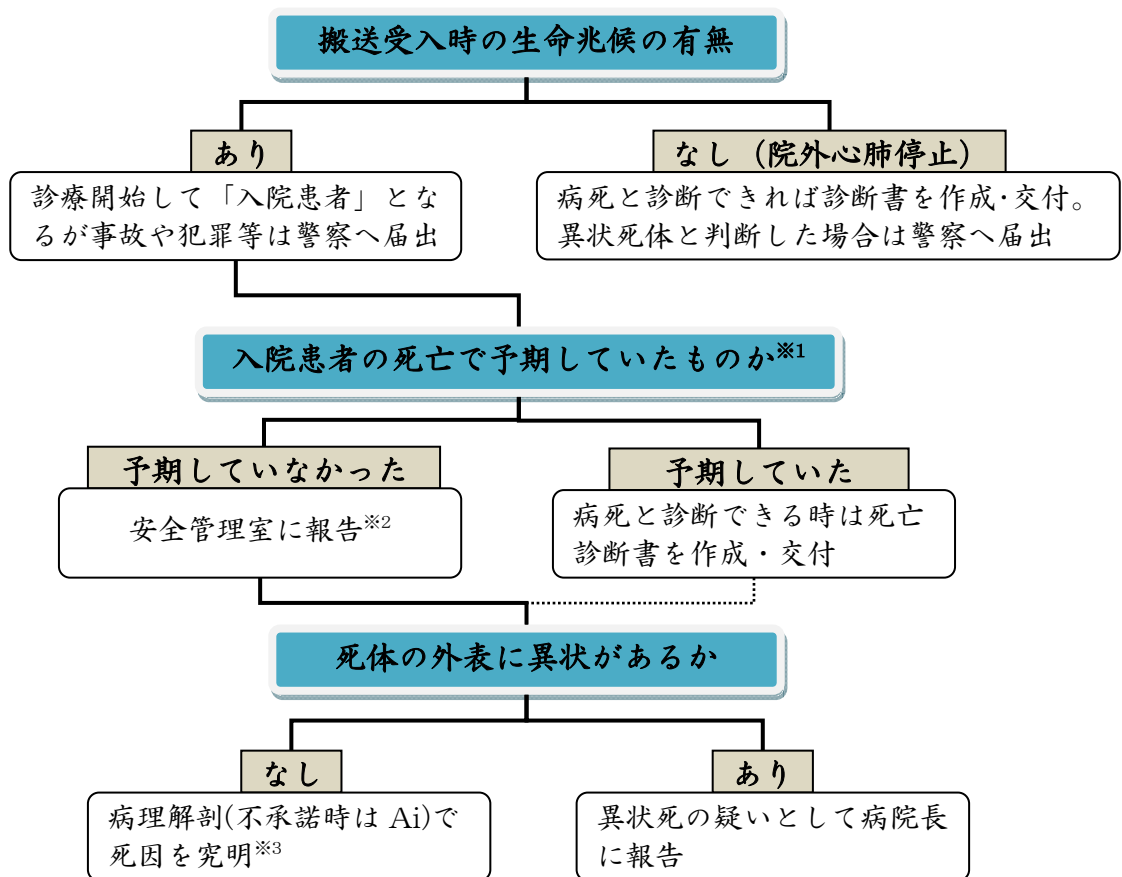 搬送受入時の生命兆候の有無
あり
診療開始して「入院患者」とな
るが事故や犯罪等は警察へ届出
なし（院外心肺停止）
病死と診断できれば診断書を作成･交付。
異状死体と判断した場合は警察へ届出
入院患者の死亡で予期していたものか※1
予期していなかった
安全管理室に報告※2
予期していた
病死と診断できる時は死亡
診断書を作成・交付
死体の外表に異状があるか
なし
病理解剖(不承諾時は Ai)で
死因を究明※3
あり
異状死の疑いとして病院長
に報告